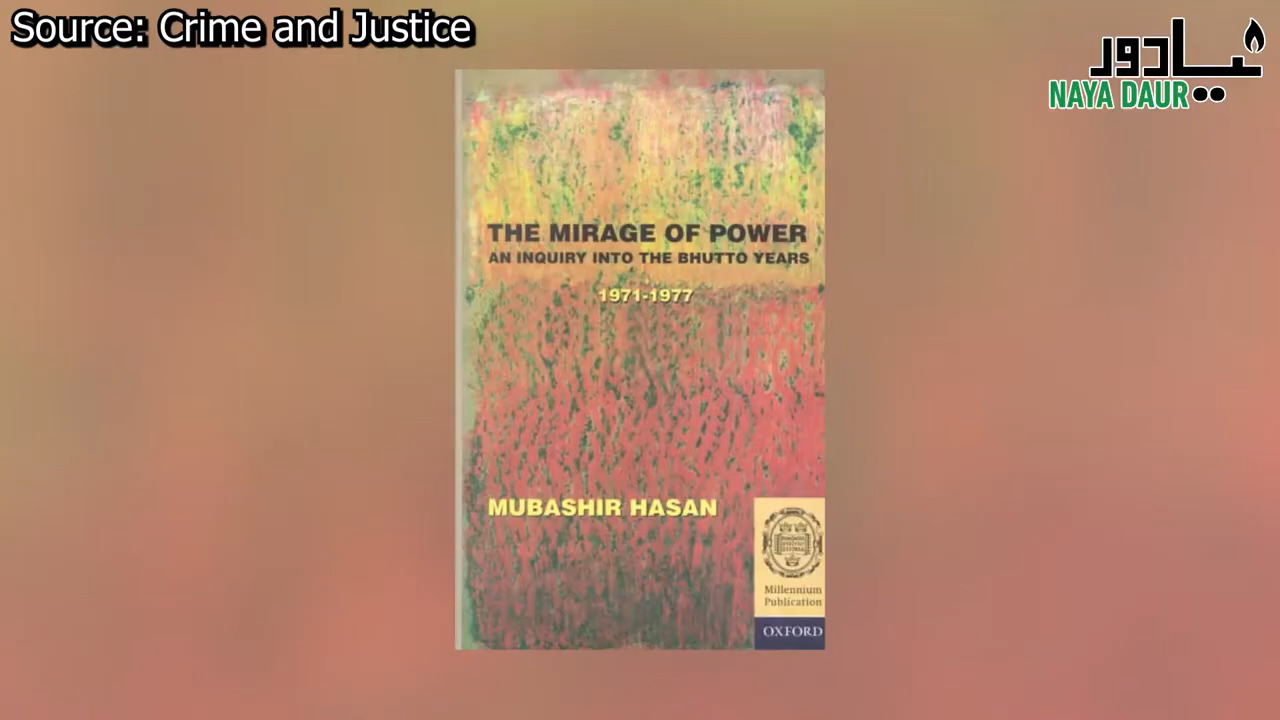 Source: Crime and Justice
نیا دور
NAYA DAUR
THE MIRAGE OF POWER
AN INQUIRY INTO THE BHUTTO YEARS
1971-1977
MUBASHIR HASAN
Millennium
Publication
OXFORD